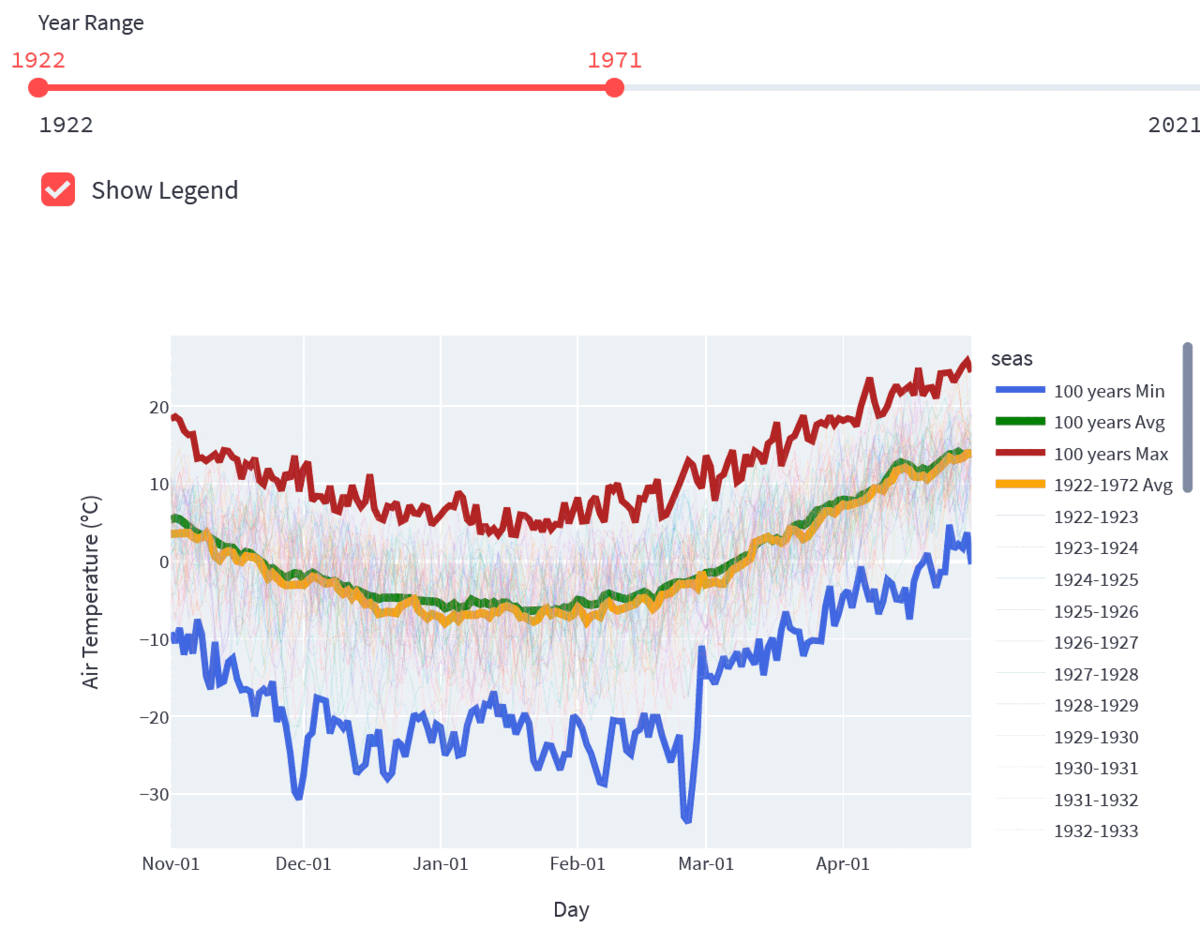 Year Range
1922 1971
1922 2021
Show Legend
seas
100 years Min
100 years Avg
100 years Max
1922-1972 Avg
1922-1923
1923-1924
1924-1925
1925-1926
1926-1927
1927-1928
1928-1929
1929-1930
1930-1931
1931-1932
1932-1933
Air Temperature (°C)
20
10
0
−10
−20
−30
Nov-01 Dec-01 Jan-01 Feb-01 Mar-01 Apr-01
Day